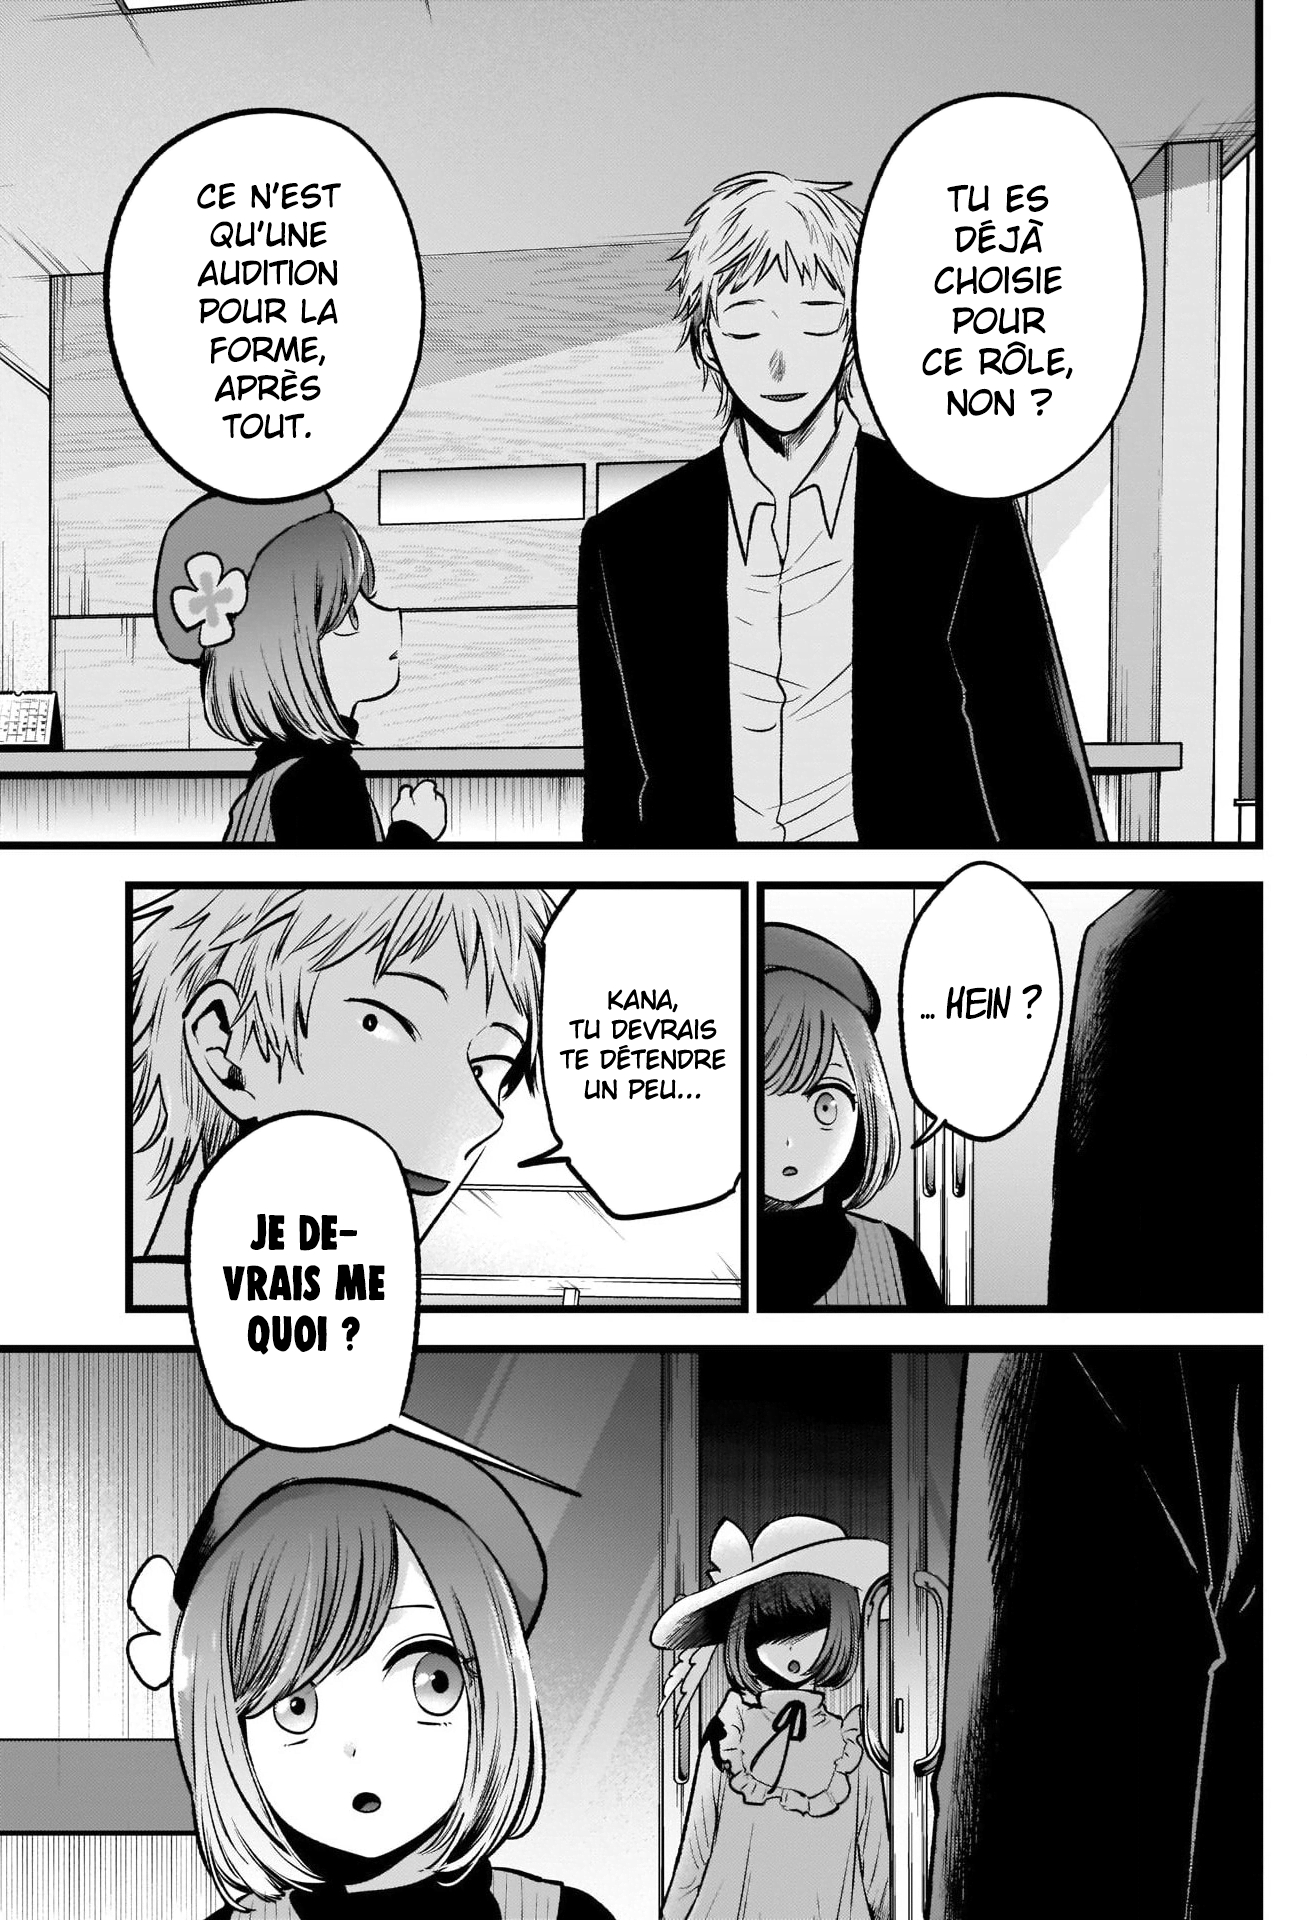 TU ES
DÉJÀ
CHOISIE
POUR
CE RÔLE,
NON ?
CE N'EST
QU'UNE
AUDITION
POUR LA
FORME,
APRÈS
TOUT.
... HEIN ?
KANA,
TU DEVRAIS
TE DÉTENDRE
UN PEU...
JE DE-
VRAIS ME
QUOI ?